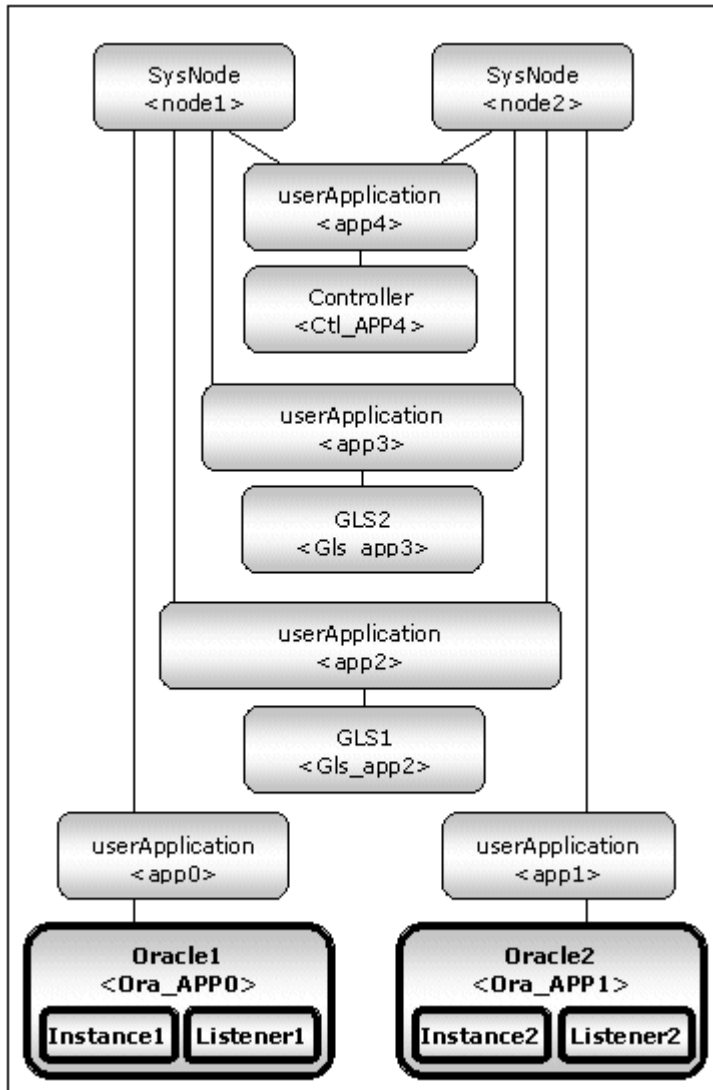 SysNode
<node1>
SysNode
<node2>
userApplication
<app4>
Controller
<Ctl_APP4>
userApplication
<app3>
GLS2
<Gls_app3>
userApplication
<app2>
GLS1
<Gls_app2>
userApplication
<app0>
userApplication
<app1>
Oracle1
<Ora_APP0>
Instance1
Listener1
Oracle2
<Ora_APP1>
Instance2
Listener2